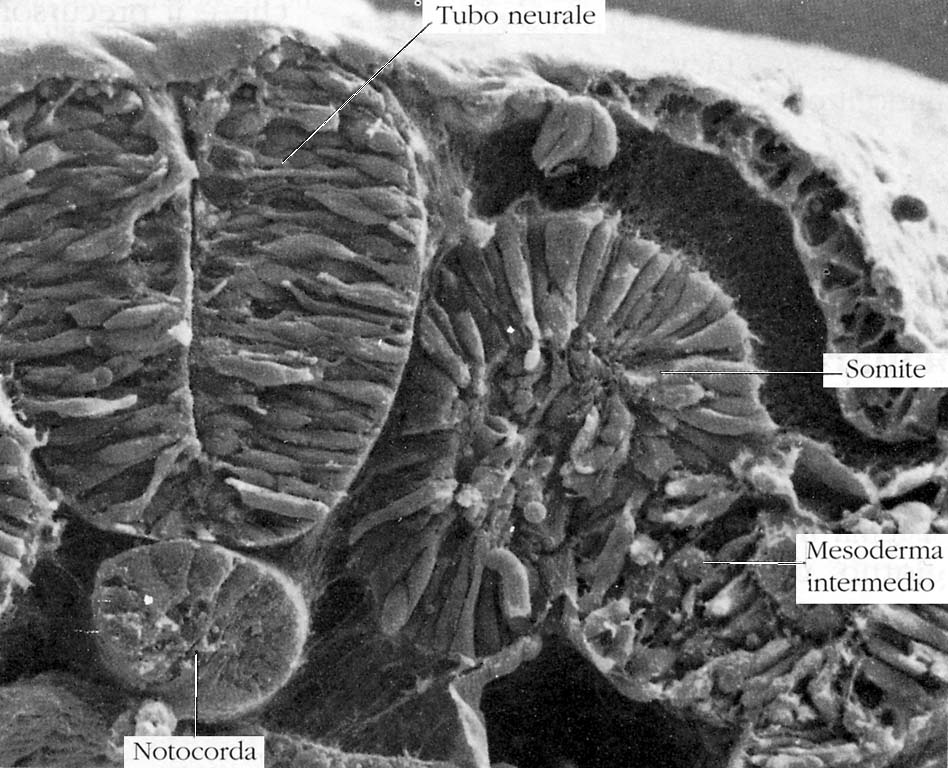 Tubo neurale
Somite
Mesoderma
intermedio
Notocorda